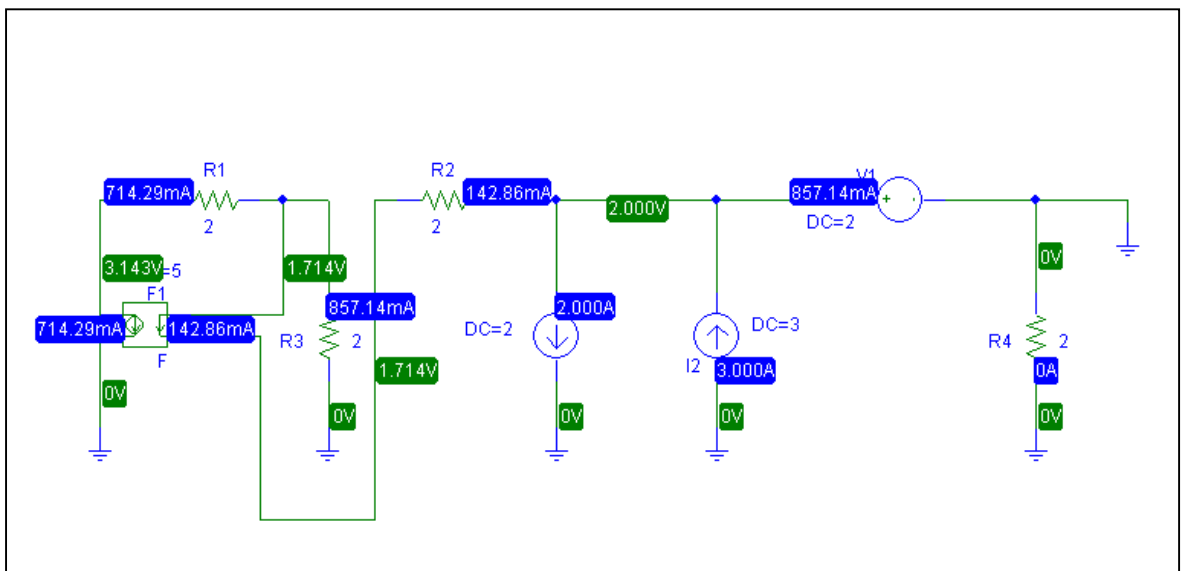 R1
R2
V1
714.29mA
142.86mA
857.14mA
2
2
2.000V
DC=2
3.143V
=5
1.714V
0V
F1
714.29mA
142.86mA
857.14mA
2.000A
R3
2
DC=2
DC=3
R4
2
F
1.714V
I2
3.000A
0A
0V
0V
0V
0V
0V